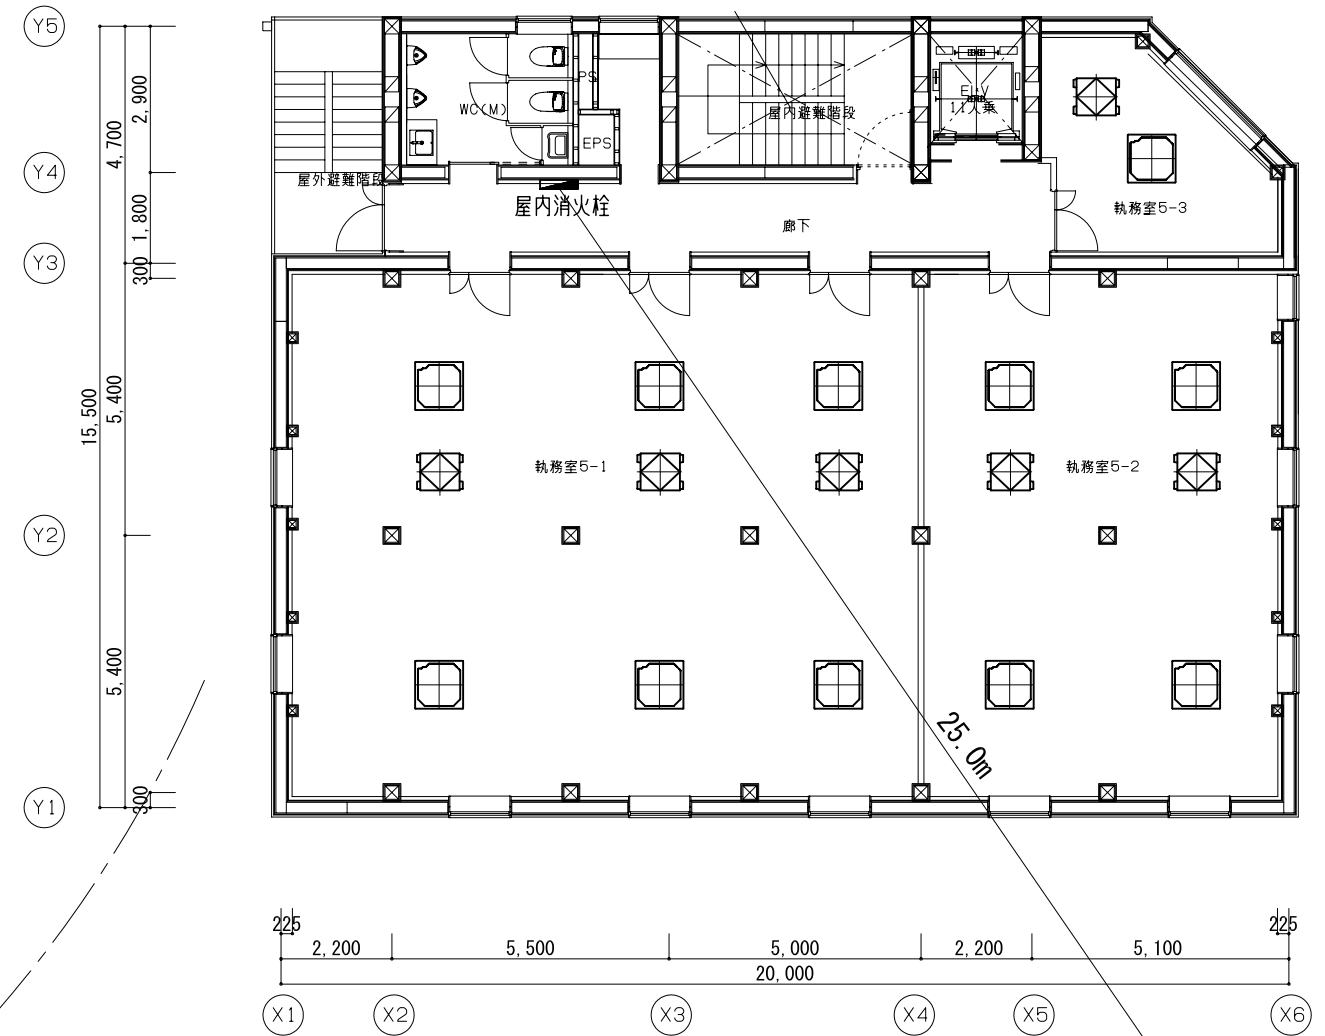 Y5
Y4
Y3
Y2
Y1
2,900
4,700
1,800
300
15,500
5,400
5,400
300
WC(M)
PS
EPS
屋内避難階段
EV
11人乗
屋外避難階段
屋内消火栓
廊下
執務室5-3
執務室5-1
執務室5-2
25.0m
225
225
2,200
5,500
5,000
2,200
5,100
20,000
X1
X2
X3
X4
X5
X6